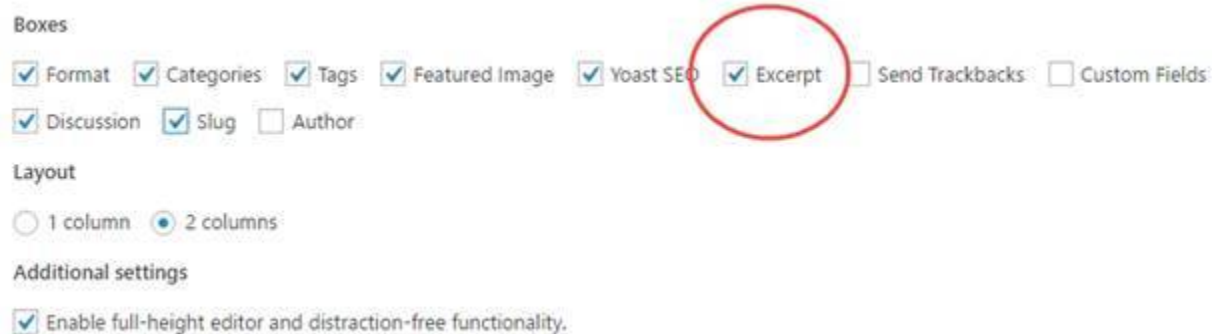 Boxes
Format Categories Tags Featured Image Yoast SEO Excerpt Send Trackbacks Custom Fields
Discussion Slug Author
Layout
1 column 2 columns
Additional settings
Enable full-height editor and distraction-free functionality.